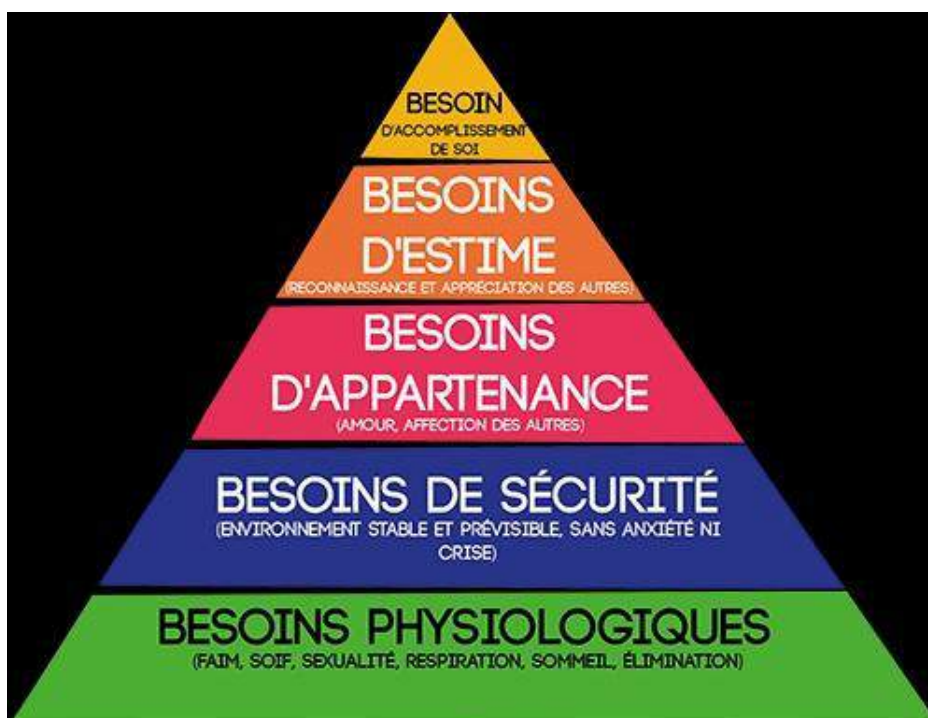 BESOIN
D'ACCOMPLISSEMENT
DE SOI
BESOINS
D'ESTIME
(RECONNAISSANCE ET APPRÉCIATION DES AUTRES)
BESOINS
D'APPARTENANCE
(AMOUR, AFFECTION DES AUTRES)
BESOINS DE SÉCURITÉ
(ENVIRONNEMENT STABLE ET PRÉVISIBLE, SANS ANXIÉTÉ NI
CRISE)
BESOINS PHYSIOLOGIQUES
(FAIM, SOIF, SEXUALITÉ, RESPIRATION, SOMMEIL, ÉLIMINATION)